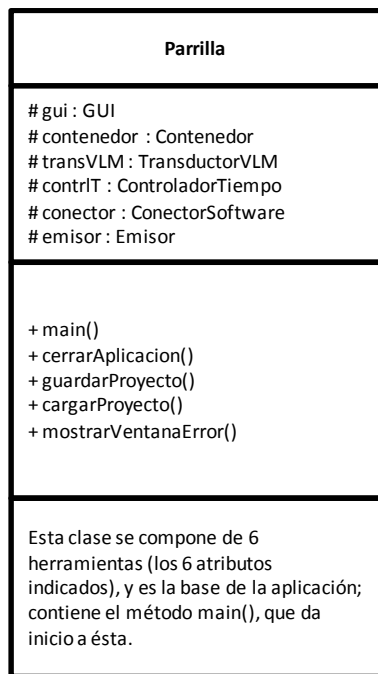 Parrilla
# gui : GUI
# contenedor : Contenedor
# transVLM : TransductorVLM
# contrlT : ControladorTiempo
# conector : ConectorSoftware
# emisor : Emisor
+ main()
+ cerrarAplicacion()
+ guardarProyecto()
+ cargarProyecto()
+ mostrarVentanaError()
Esta clase se compone de 6
herramientas (los 6 atributos
indicados), y es la base de la aplicación;
contiene el método main(), que da
inicio a ésta.